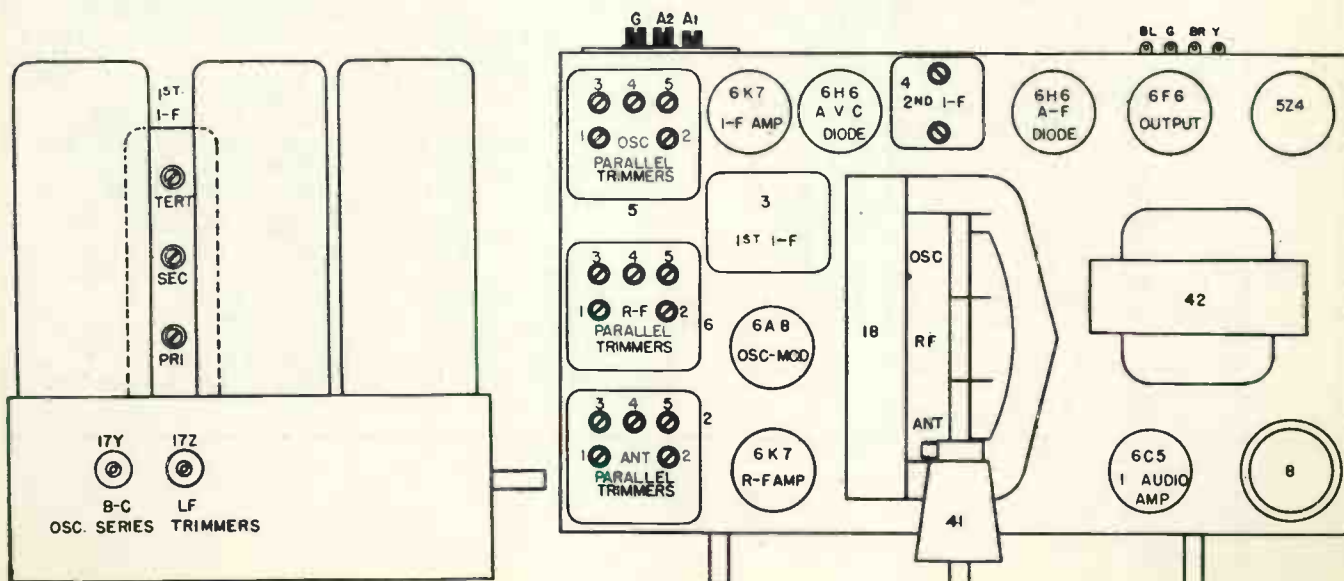 1ST.
I-F
TERT
SEC
PRI
17Y 17Z
B-C LF
OSC. SERIES TRIMMERS
G A2 A1
BL G BR Y
3 4 5
1 OSC 2
PARALLEL
TRIMMERS
5
6K7
I-F AMP
6H6
A V C
DIODE
4
2ND I-F
6H6
A-F
DIODE
6F6
OUTPUT
5Z4
3
1ST I-F
3 4 5
1 R-F 2
PARALLEL
TRIMMERS
6
6A8
OSC-MOD
18
OSC
RF
ANT
42
3 4 5
2
1 ANT 2
PARALLEL
TRIMMERS
6K7
R-F AMP
41
6C5
I AUDIO
AMP
8